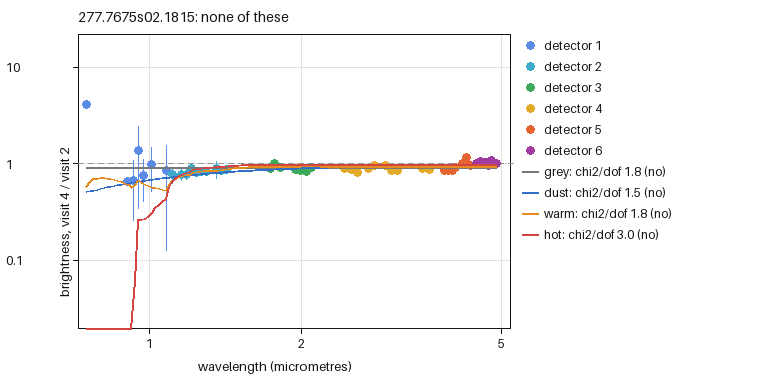 277.7675s02.1815: none of these
10
1
0.1
brightness, visit 4 / visit 2
1
2
5
wavelength (micrometres)
detector 1
detector 2
detector 3
detector 4
detector 5
detector 6
grey: chi2/dof 1.8 (no)
dust: chi2/dof 1.5 (no)
warm: chi2/dof 1.8 (no)
hot: chi2/dof 3.0 (no)